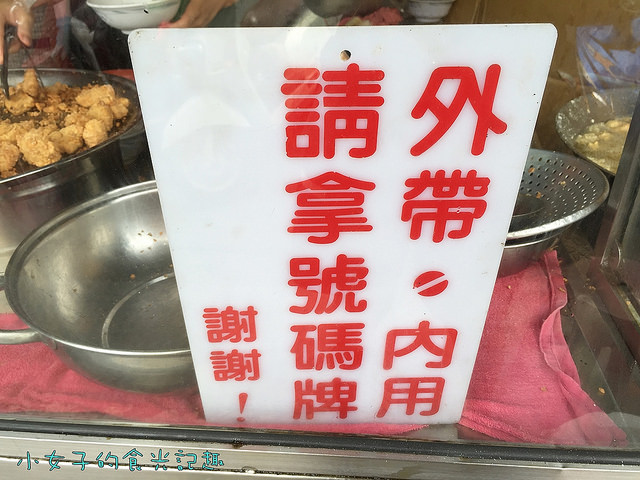 外帶·內用
請拿號碼牌
謝謝！
小女子的食光記趣